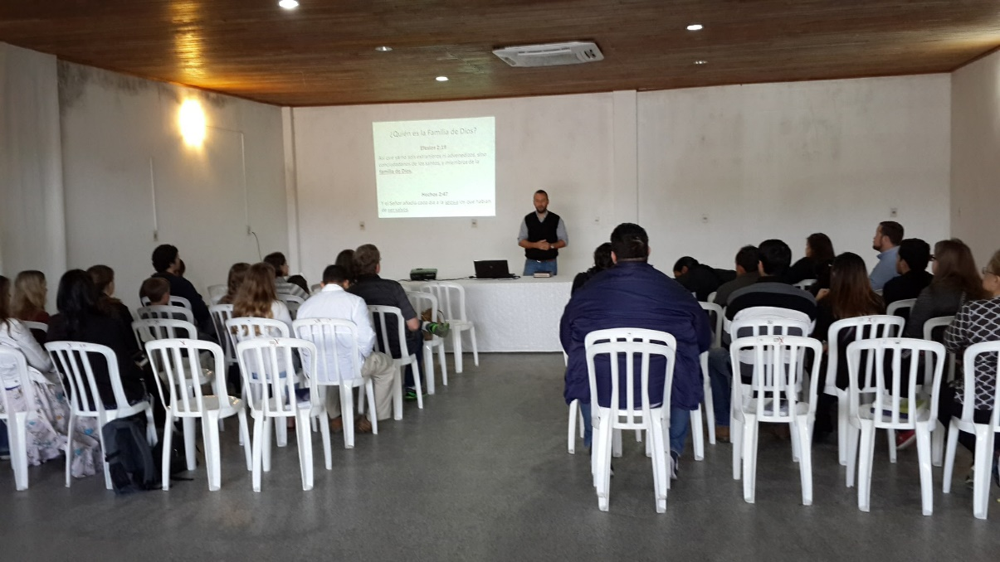 ¿Quién es la Familia de Dios?
Efesios 2:19
Así que ya no sois extranjeros ni advenedizos, sino
conciudadanos de los santos, y miembros de la
familia de Dios.
Hechos 2:47
Y el Señor añadía cada día a la iglesia los que habían
de ser salvos.